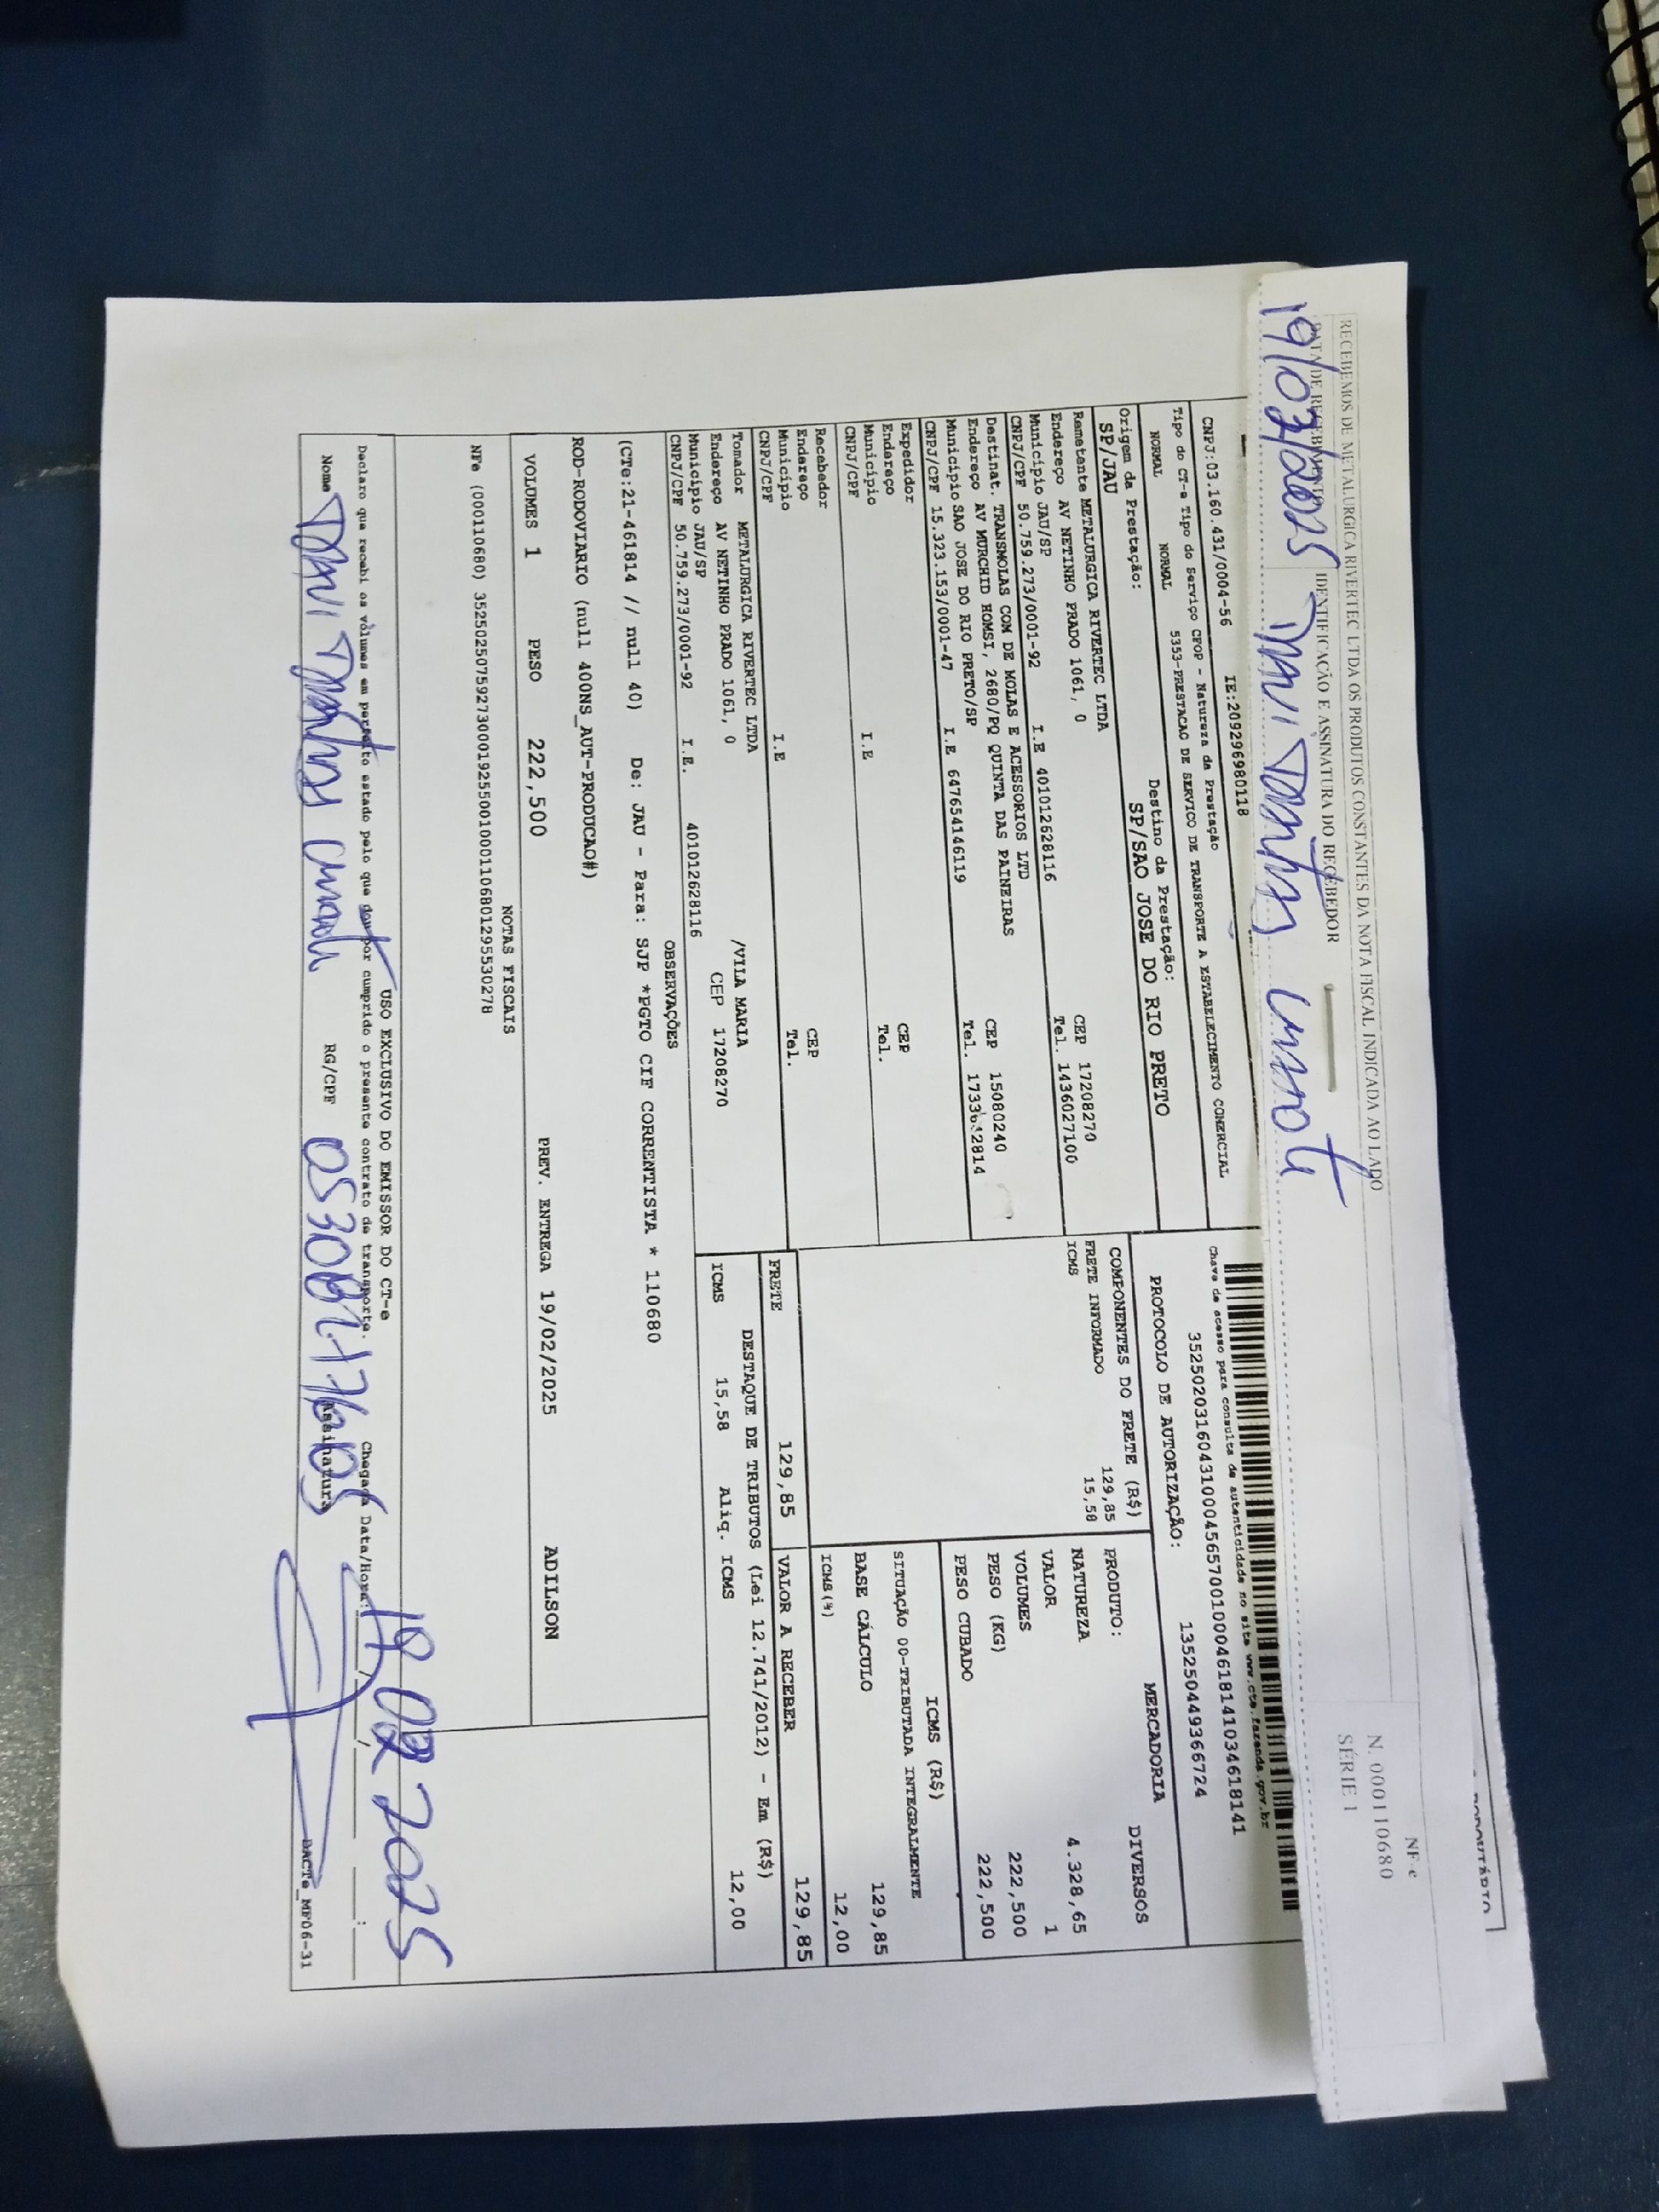 RECEBEMOS DE METALURGICA RIVERTEC LTDA OS PRODUTOS CONSTANTES DA NOTA FISCAL INDICADA AO LADO
NF-e
N. 000110680
SÉRIE 1
DATA DE RECEBIMENTO
IDENTIFICAÇÃO E ASSINATURA DO RECEBEDOR
CNPJ:03.160.431/0004-56 IE:209296980118
Tipo do CT-e Tipo do Serviço CFOP - Natureza da Prestação
NORMAL NORMAL 5353-PRESTACAO DE SERVICO DE TRANSPORTE A ESTABELECIMENTO COMERCIAL
Origem da Prestação: Destino da Prestação:
SP/JAU SP/SAO JOSE DO RIO PRETO
Chave de acesso para consulta de autenticidade no site www.cte.fazenda.gov.br
35250203160431000456570010004618141034618141
PROTOCOLO DE AUTORIZAÇÃO: 135250449366724
Remetente METALURGICA RIVERTEC LTDA
Endereço AV NETINHO PRADO 1061, 0 CEP 17208270
Município JAU/SP Tel. 1436027100
CNPJ/CPF 50.759.273/0001-92 I.E 401012628116
Destinat. TRANSMOLAS COM DE MOLAS E ACESSORIOS LTD
Endereço AV MURCHID HOMSI, 2680/PQ QUINTA DAS PAINEIRAS CEP 15080240
Município SAO JOSE DO RIO PRETO/SP Tel.
CNPJ/CPF 15.323.153/0001-47 I.E 647654146119
Expedidor
Endereço CEP
Município Tel.
CNPJ/CPF I.E
Recebedor
Endereço CEP
Município Tel.
CNPJ/CPF I.E
Tomador METALURGICA RIVERTEC LTDA
Endereço AV NETINHO PRADO 1061, 0 /VILA MARIA
Município JAU/SP CEP 17208270
CNPJ/CPF 50.759.273/0001-92 I.E. 401012628116
COMPONENTES DO FRETE (R$)
FRETE INFORMADO 129,85
ICMS 15,58
MERCADORIA
PRODUTO: DIVERSOS
NATUREZA
VALOR 4.328,65
VOLUMES 1
PESO (KG) 222,500
PESO CUBADO 222,500
ICMS (R$)
SITUAÇÃO 00-TRIBUTADA INTEGRALMENTE
BASE CÁLCULO 129,85
ICMS(%) 12,00
FRETE 129,85 VALOR A RECEBER 129,85
DESTAQUE DE TRIBUTOS (Lei 12.741/2012) - Em (R$)
ICMS 15,58 Aliq. ICMS 12,00
OBSERVAÇÕES
(CTe:21-461814 // null 40) De: JAU - Para: SJP *PGTO CIF CORRENTISTA * 110680
ROD-RODOVIARIO (null 400NS_AUT-PRODUCAO#)
VOLUMES 1 PESO 222,500 PREV. ENTREGA 19/02/2025 ADILSON
NOTAS FISCAIS
NFe (000110680) 35250250759273000192550010001106801295530278
USO EXCLUSIVO DO EMISSOR DO CT-e
Declaro que recebi os volumes em perfeito estado pelo que dou por cumprido o presente contrato de transporte. Chegada Data/Hora:
19 02 2025
Nome RG/CPF Assinatura
DACTe_MF06-31